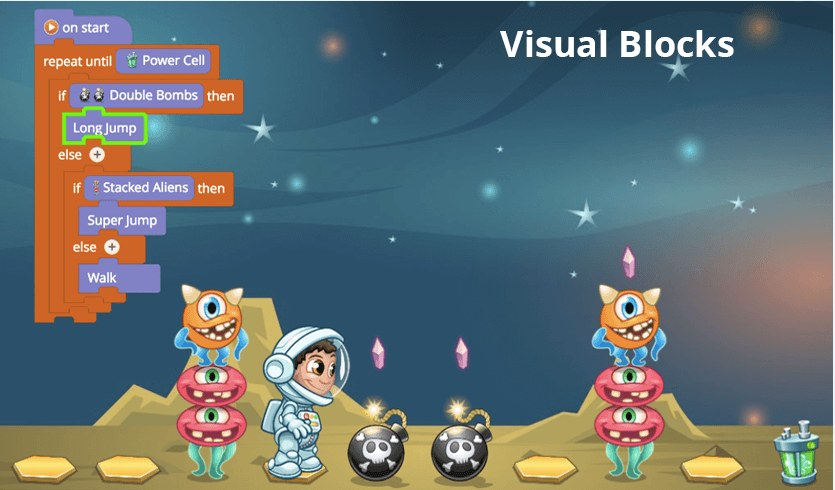 on start
Visual Blocks
repeat until Power Cell
if Double Bombs then
Long Jump
else +
if Stacked Aliens then
Super Jump
else +
Walk